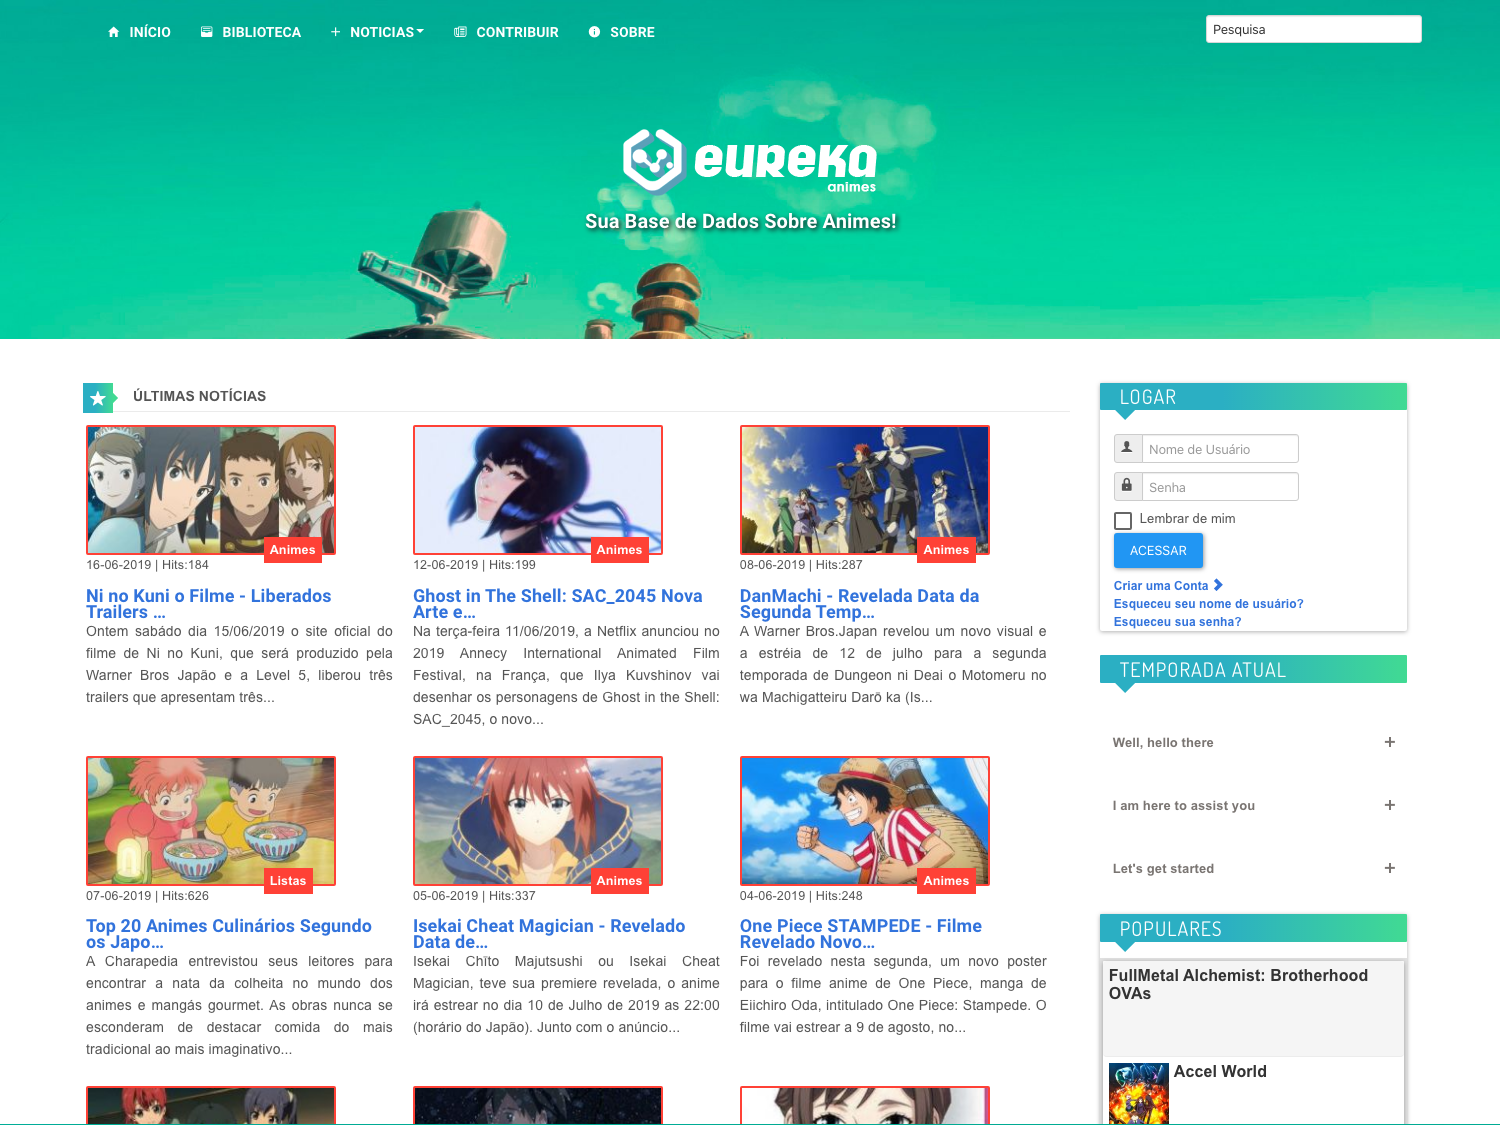 INÍCIO
BIBLIOTECA
NOTICIAS
CONTRIBUIR
SOBRE
Pesquisa
eureka
animes
Sua Base de Dados Sobre Animes!
ÚLTIMAS NOTÍCIAS
Animes
16-06-2019 | Hits:184
Ni no Kuni o Filme - Liberados
Trailers ...
Ontem sabádo dia 15/06/2019 o site oficial do
filme de Ni no Kuni, que será produzido pela
Warner Bros Japão e a Level 5, liberou três
trailers que apresentam três...
Animes
12-06-2019 | Hits:199
Ghost in The Shell: SAC_2045 Nova
Arte e...
Na terça-feira 11/06/2019, a Netflix anunciou no
2019 Annecy International Animated Film
Festival, na França, que Ilya Kuvshinov vai
desenhar os personagens de Ghost in the Shell:
SAC_2045, o novo...
Animes
08-06-2019 | Hits:287
DanMachi - Revelada Data da
Segunda Temp...
A Warner Bros.Japan revelou um novo visual e
a estréia de 12 de julho para a segunda
temporada de Dungeon ni Deai o Motomeru no
wa Machigatteiru Darō ka (Is...
Listas
07-06-2019 | Hits:626
Top 20 Animes Culinários Segundo
os Japo...
A Charapedia entrevistou seus leitores para
encontrar a nata da colheita no mundo dos
animes e mangás gourmet. As obras nunca se
esconderam de destacar comida do mais
tradicional ao mais imaginativo...
Animes
05-06-2019 | Hits:337
Isekai Cheat Magician - Revelado
Data de...
Isekai Chīto Majutsushi ou Isekai Cheat
Magician, teve sua premiere revelada, o anime
irá estrear no dia 10 de Julho de 2019 as 22:00
(horário do Japão). Junto com o anúncio...
Animes
04-06-2019 | Hits:248
One Piece STAMPEDE - Filme
Revelado Novo...
Foi revelado nesta segunda, um novo poster
para o filme anime de One Piece, manga de
Eiichiro Oda, intitulado One Piece: Stampede. O
filme vai estrear a 9 de agosto, no...
LOGAR
Nome de Usuário
Senha
Lembrar de mim
ACESSAR
Criar uma Conta
Esqueceu seu nome de usuário?
Esqueceu sua senha?
TEMPORADA ATUAL
Well, hello there
I am here to assist you
Let's get started
POPULARES
FullMetal Alchemist: Brotherhood
OVAs
Accel World